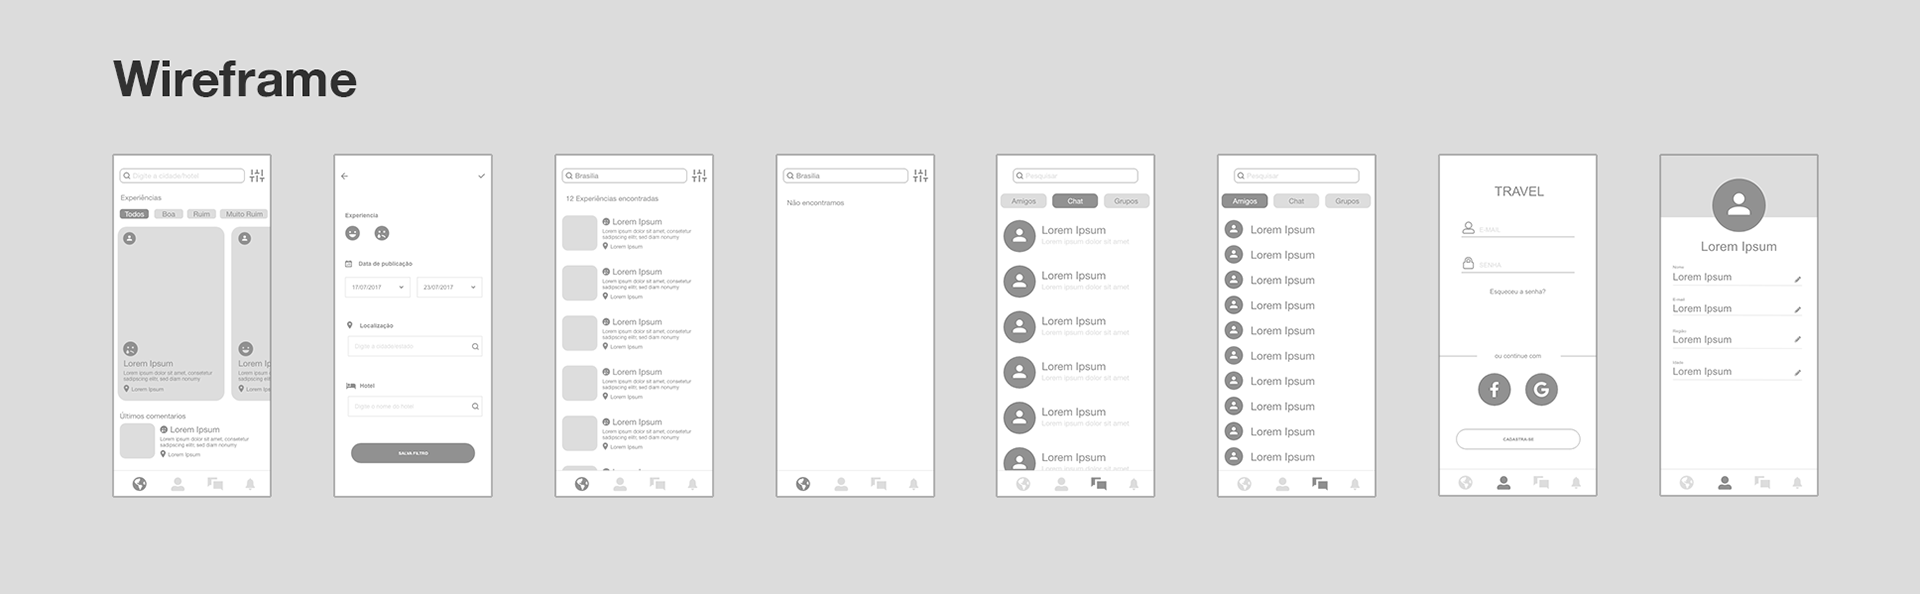 Wireframe
Digite a cidade/hotel
Experiências
Todos Boa Ruim Muito Ruim
Lorem Ipsum
Lorem ipsum dolor sit amet, consetetur
sadipscing elitr, sed diam nonumy
Lorem Ipsum
Lorem Ip
Lorem ipsu
sadipscing
Lorem
Últimos comentarios
Lorem Ipsum
Lorem ipsum dolor sit amet, consetetur
sadipscing elitr, sed diam nonumy
Lorem Ipsum
Experiencia
Data de publicação
17/07/2017 23/07/2017
Localização
Digite a cidade/estado
Hotel
Digite o nome do hotel
SALVA FILTRO
Brasilia
12 Experiências encontradas
Lorem Ipsum
Lorem ipsum dolor sit amet, consetetur
sadipscing elitr, sed diam nonumy
Lorem Ipsum
Lorem Ipsum
Lorem ipsum dolor sit amet, consetetur
sadipscing elitr, sed diam nonumy
Lorem Ipsum
Lorem Ipsum
Lorem ipsum dolor sit amet, consetetur
sadipscing elitr, sed diam nonumy
Lorem Ipsum
Lorem Ipsum
Lorem ipsum dolor sit amet, consetetur
sadipscing elitr, sed diam nonumy
Lorem Ipsum
Lorem Ipsum
Lorem ipsum dolor sit amet, consetetur
sadipscing elitr, sed diam nonumy
Lorem Ipsum
Brasilia
Não encontramos
Pesquisar
Amigos Chat Grupos
Lorem Ipsum
Lorem ipsum dolor sit amet
Lorem Ipsum
Lorem ipsum dolor sit amet
Lorem Ipsum
Lorem ipsum dolor sit amet
Lorem Ipsum
Lorem ipsum dolor sit amet
Lorem Ipsum
Lorem ipsum dolor sit amet
Lorem Ipsum
Lorem ipsum dolor sit amet
Pesquisar
Amigos Chat Grupos
Lorem Ipsum
Lorem Ipsum
Lorem Ipsum
Lorem Ipsum
Lorem Ipsum
Lorem Ipsum
Lorem Ipsum
Lorem Ipsum
Lorem Ipsum
Lorem Ipsum
TRAVEL
E-MAIL
SENHA
Esqueceu a senha?
ou continue com
f G
CADASTRA-SE
Lorem Ipsum
Nome
Lorem Ipsum
E-mail
Lorem Ipsum
Região
Lorem Ipsum
Idade
Lorem Ipsum